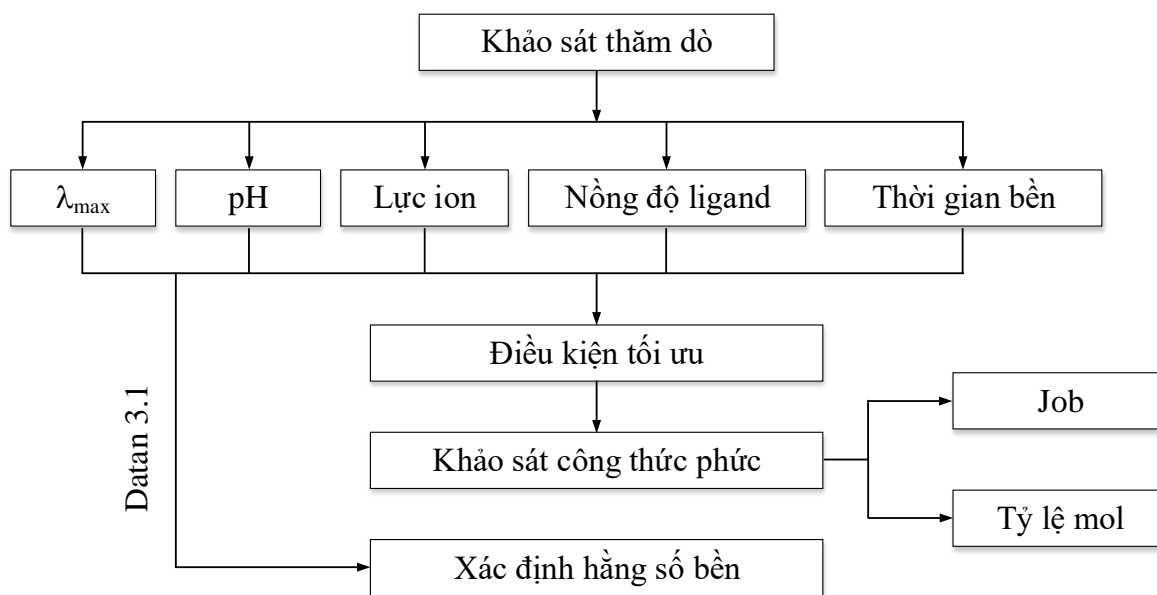 Khảo sát thăm dò
λmax
pH
Lực ion
Nồng độ ligand
Thời gian bền
Điều kiện tối ưu
Datan 3.1
Job
Khảo sát công thức phức
Tỷ lệ mol
Xác định hằng số bền